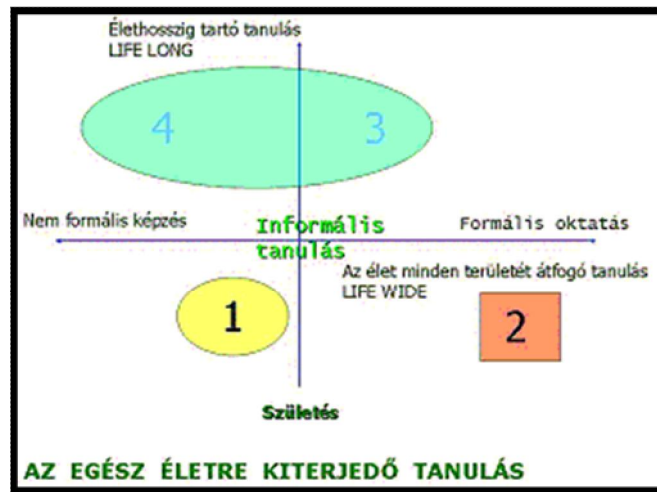 Élethosszig tartó tanulás
LIFE LONG
4
3
Nem formális képzés
Informális
tanulás
Formális oktatás
Az élet minden területét átfogó tanulás
LIFE WIDE
1
2
Születés
AZ EGÉSZ ÉLETRE KITERJEDŐ TANULÁS